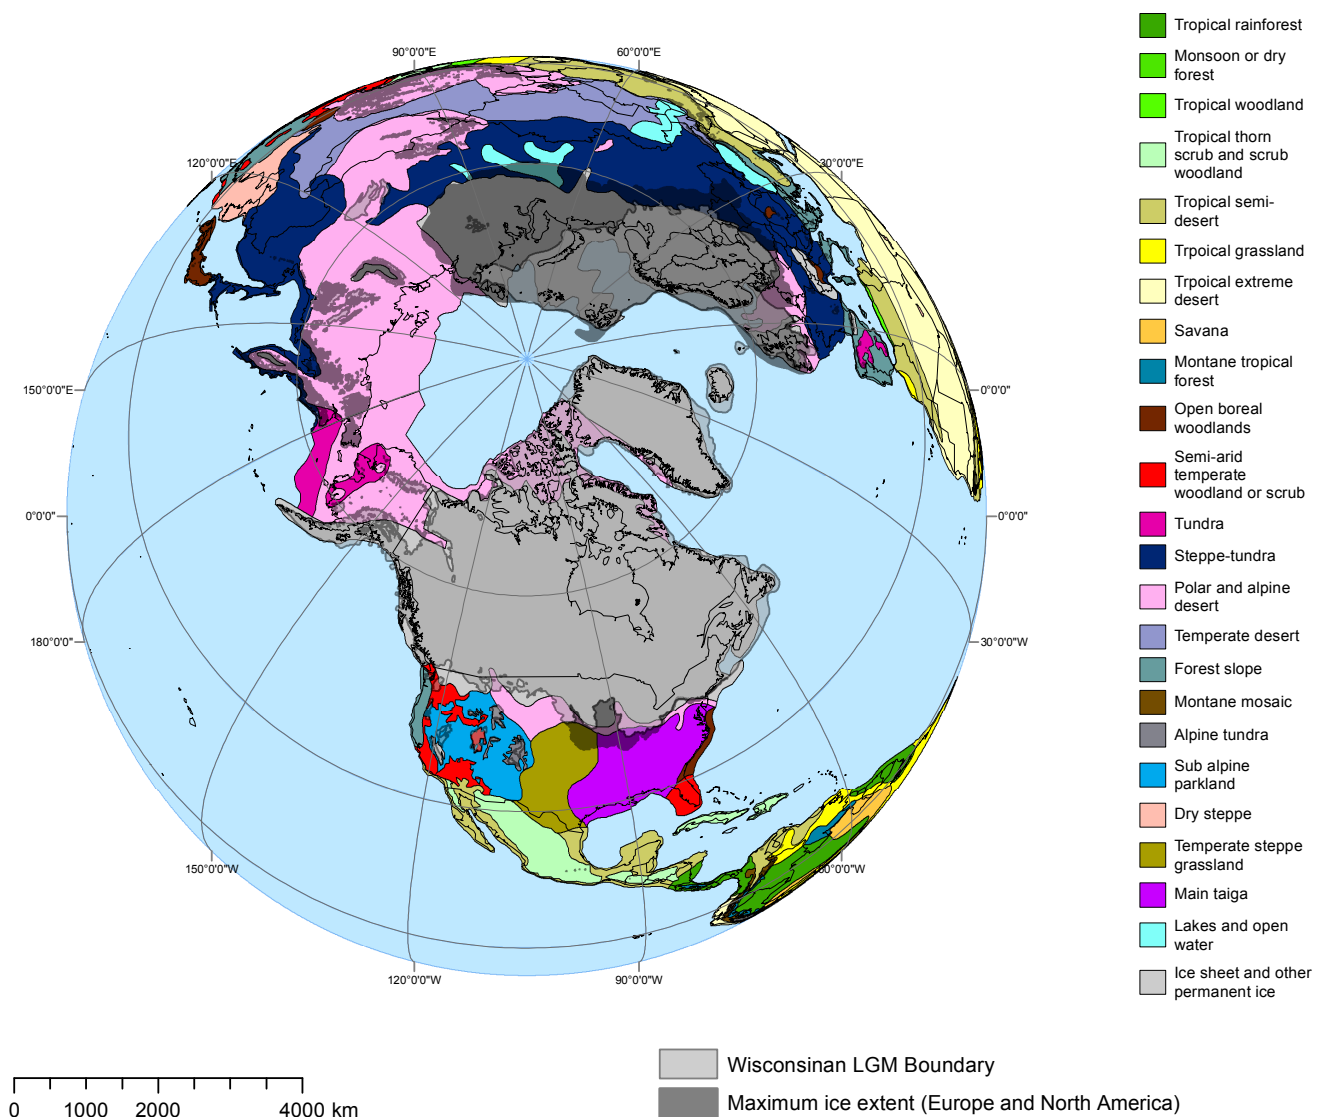 90°0'0"E
60°0'0"E
120°0'0"E
30°0'0"E
150°0'0"E
0°0'0"
0°0'0"
0°0'0"
180°0'0"
30°0'0"W
150°0'0"W
60°0'0"W
120°0'0"W
90°0'0"W
Tropical rainforest
Monsoon or dry
forest
Tropical woodland
Tropical thorn
scrub and scrub
woodland
Tropical semi-
desert
Trpoical grassland
Trpoical extreme
desert
Savana
Montane tropical
forest
Open boreal
woodlands
Semi-arid
temperate
woodland or scrub
Tundra
Steppe-tundra
Polar and alpine
desert
Temperate desert
Forest slope
Montane mosaic
Alpine tundra
Sub alpine
parkland
Dry steppe
Temperate steppe
grassland
Main taiga
Lakes and open
water
Ice sheet and other
permanent ice
0 1000 2000 4000 km
Wisconsinan LGM Boundary
Maximum ice extent (Europe and North America)